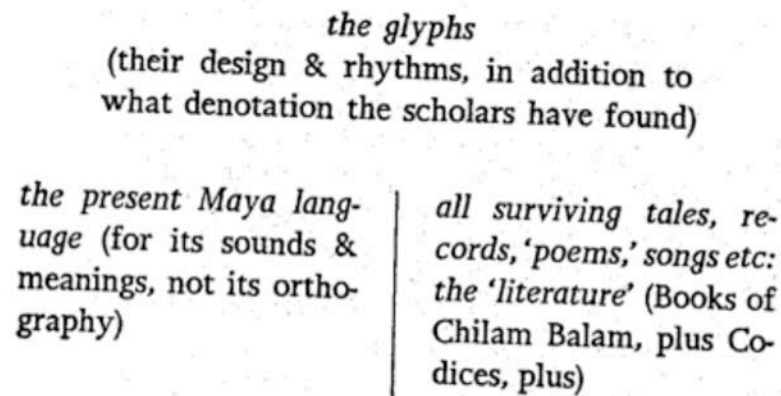 the glyphs
(their design & rhythms, in addition to
what denotation the scholars have found)
the present Maya lang-
uage (for its sounds &
meanings, not its ortho-
graphy)
all surviving tales, re-
cords, 'poems,' songs etc:
the 'literature' (Books of
Chilam Balam, plus Co-
dices, plus)